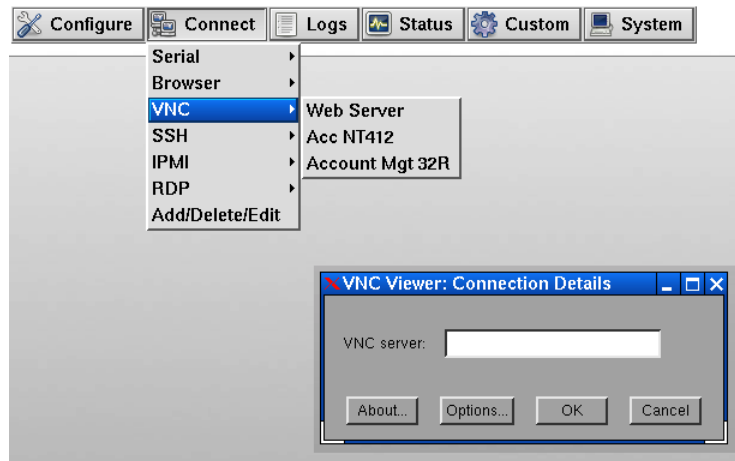 Configure Connect Logs Status Custom System
Serial
Browser
VNC
SSH
IPMI
RDP
Add/Delete/Edit
Web Server
Acc NT412
Account Mgt 32R
VNC Viewer: Connection Details
VNC server:
About... Options... OK Cancel